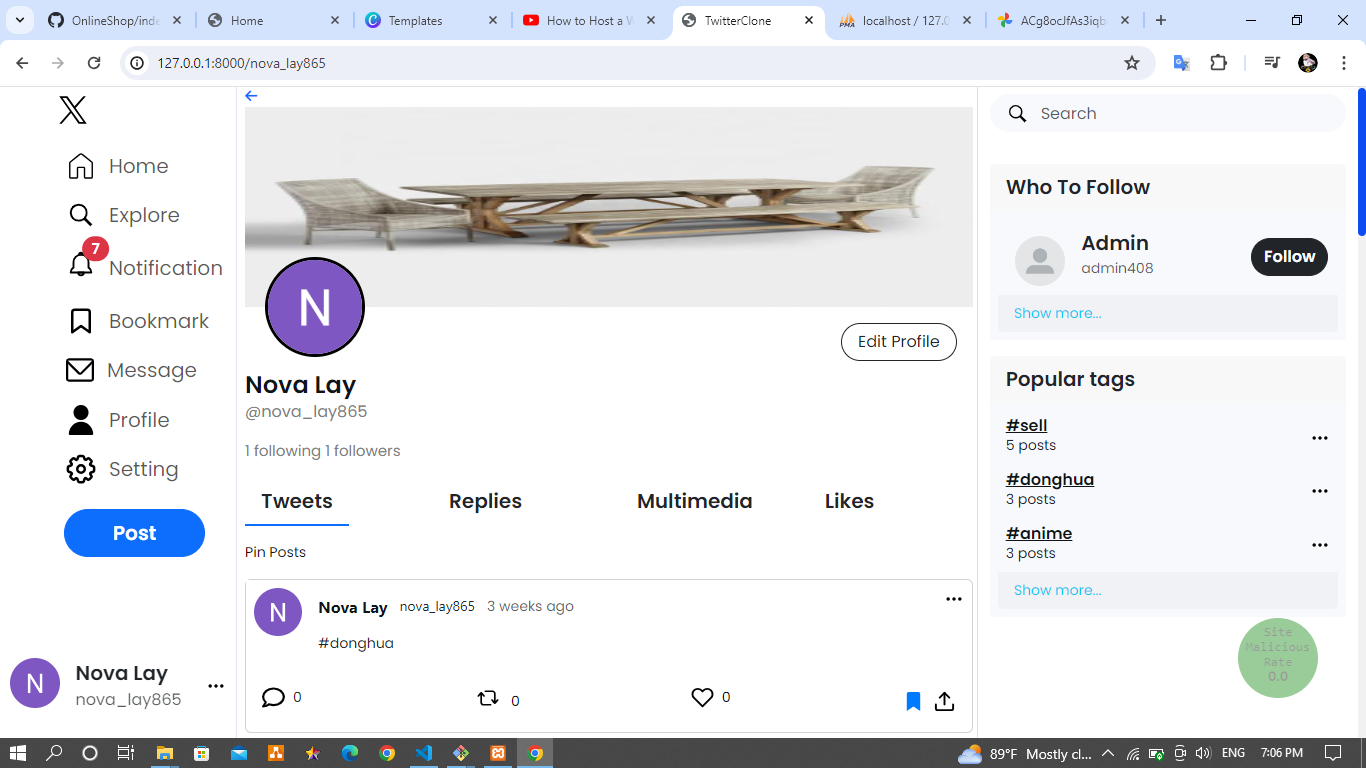 OnlineShop/inde
Home
Templates
How to Host a W
TwitterClone
localhost / 127.0
ACg8ocJfAs3iqb
127.0.0.1:8000/nova_lay865
Home
Explore
7
Notification
Bookmark
Message
Profile
Setting
Post
Nova Lay
nova_lay865
N
N
Edit Profile
Nova Lay
@nova_lay865
1 following 1 followers
Tweets Replies Multimedia Likes
Pin Posts
N
Nova Lay nova_lay865 3 weeks ago
#donghua
0 0 0
Search
Who To Follow
Admin
admin408
Follow
Show more...
Popular tags
#sell
5 posts
#donghua
3 posts
#anime
3 posts
Show more...
Site
Malicious
Rate
0.0
89°F Mostly cl... ENG 7:06 PM